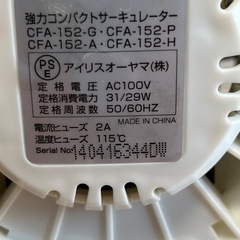 強力コンパクトサーキュレーター
CFA-152-G・CFA-152-P
CFA-152-A・CFA-152-H
PSE アイリスオーヤマ(株)
定格電圧 AC100V
定格消費電力 31/29W
定格周波数 50/60HZ
MADE IN CHINA
電流ヒューズ 2A
温度ヒューズ 115℃
Serial No: 140416344DW